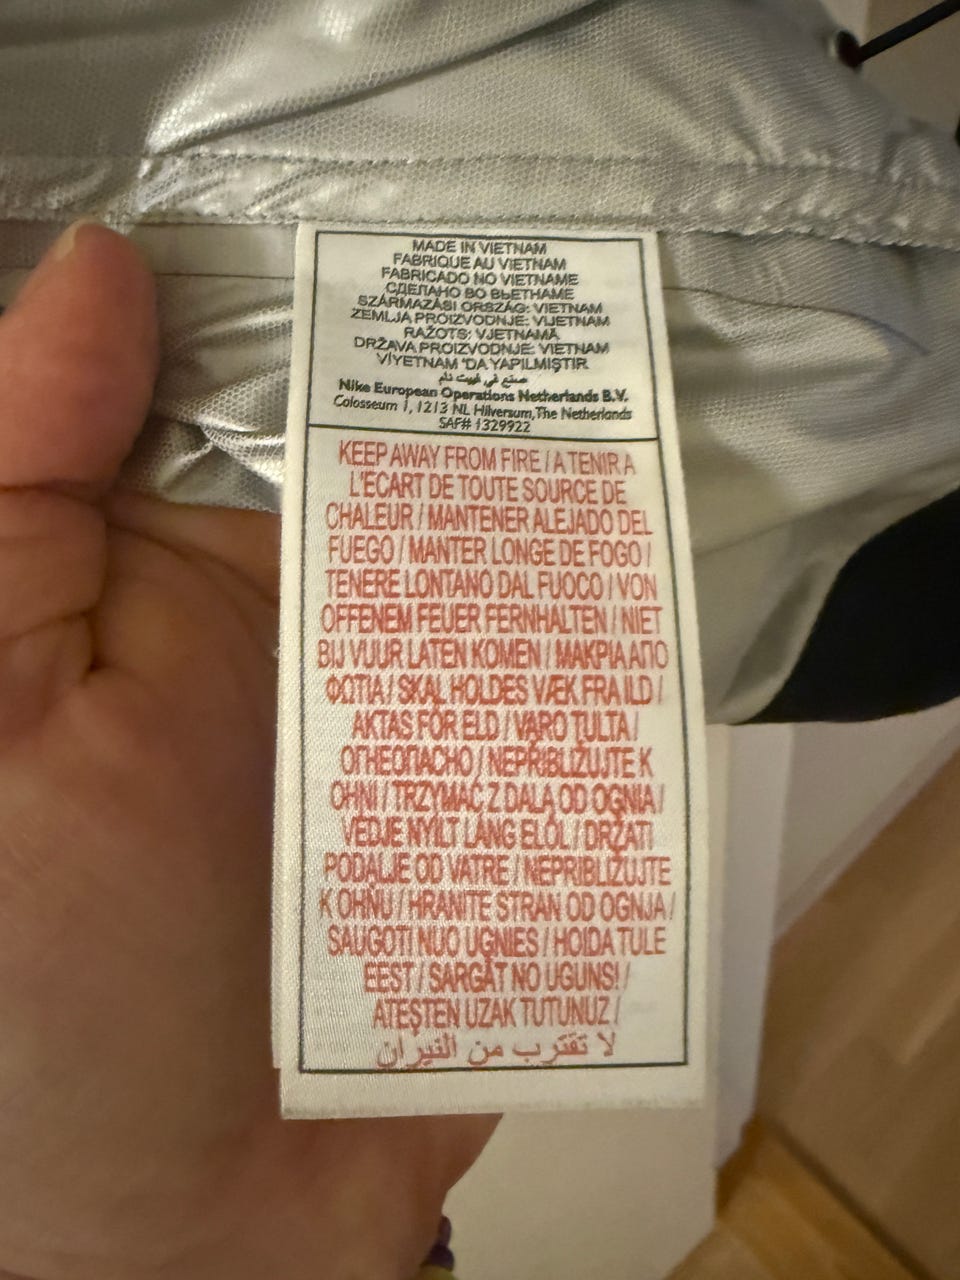 MADE IN VIETNAM
FABRIQUE AU VIETNAM
FABRICADO NO VIETNAME
СДЕЛАНО ВО ВЬЕТНАМЕ
SZÁRMAZÁSI ORSZÁG: VIETNAM
ZEMLJA PROIZVODNJE: VIJETNAM
RAŽOTS: VJETNAMĀ
DRŽAVA PROIZVODNJE: VIETNAM
VİYETNAM 'DA YAPILMIŞTIR
صنع في فييت نام
Nike European Operations Netherlands B.V.
Colosseum 1, 1213 NL Hilversum, The Netherlands
SAF# 1329922
KEEP AWAY FROM FIRE / A TENIR A
L'ECART DE TOUTE SOURCE DE
CHALEUR / MANTENER ALEJADO DEL
FUEGO / MANTER LONGE DE FOGO /
TENERE LONTANO DAL FUOCO / VON
OFFENEM FEUER FERNHALTEN / NIET
BIJ VUUR LATEN KOMEN / ΜΑΚΡΙΑ ΑΠΟ
ΦΩΤΙΑ / SKAL HOLDES VÆK FRA ILD /
AKTAS FÖR ELD / VARO TULTA /
ОГНЕОПАСНО / NEPŘIBLIŽUJTE K
OHNI / TRZYMAĆ Z DALA OD OGNIA /
VEDJE NYÍLT LÁNG ELŐL / DRŽATI
PODALJE OD VATRE / NEPRIBLIŽUJTE
K OHŇU / HRANITE STRAN OD OGNJA /
SAUGOTI NUO UGNIES / HOIDA TULE
EEST / SARGĀT NO UGUNS! /
ATEŞTEN UZAK TUTUNUZ /
لا تقترب من النيران